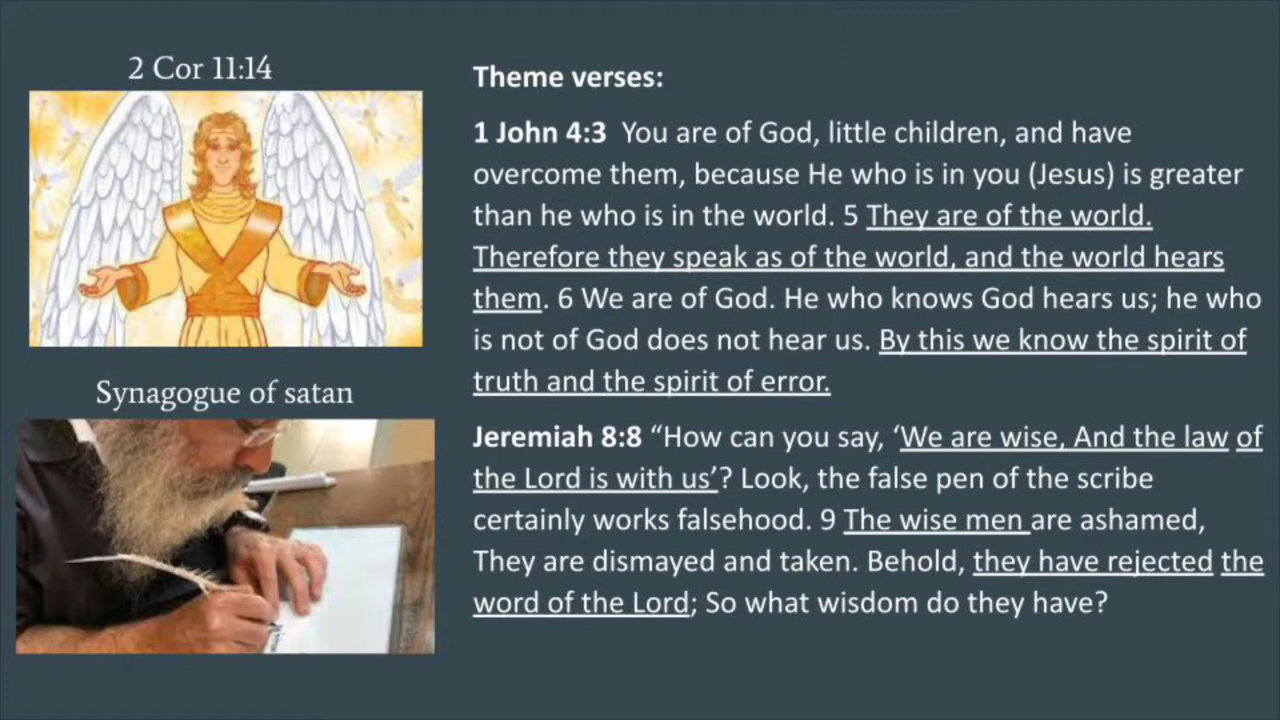 2 Cor 11:14
Synagogue of satan
Theme verses:
1 John 4:3  You are of God, little children, and have
overcome them, because He who is in you (Jesus) is greater
than he who is in the world. 5 They are of the world.
Therefore they speak as of the world, and the world hears
them. 6 We are of God. He who knows God hears us; he who
is not of God does not hear us. By this we know the spirit of
truth and the spirit of error.
Jeremiah 8:8 “How can you say, ‘We are wise, And the law of
the Lord is with us’? Look, the false pen of the scribe
certainly works falsehood. 9 The wise men are ashamed,
They are dismayed and taken. Behold, they have rejected the
word of the Lord; So what wisdom do they have?